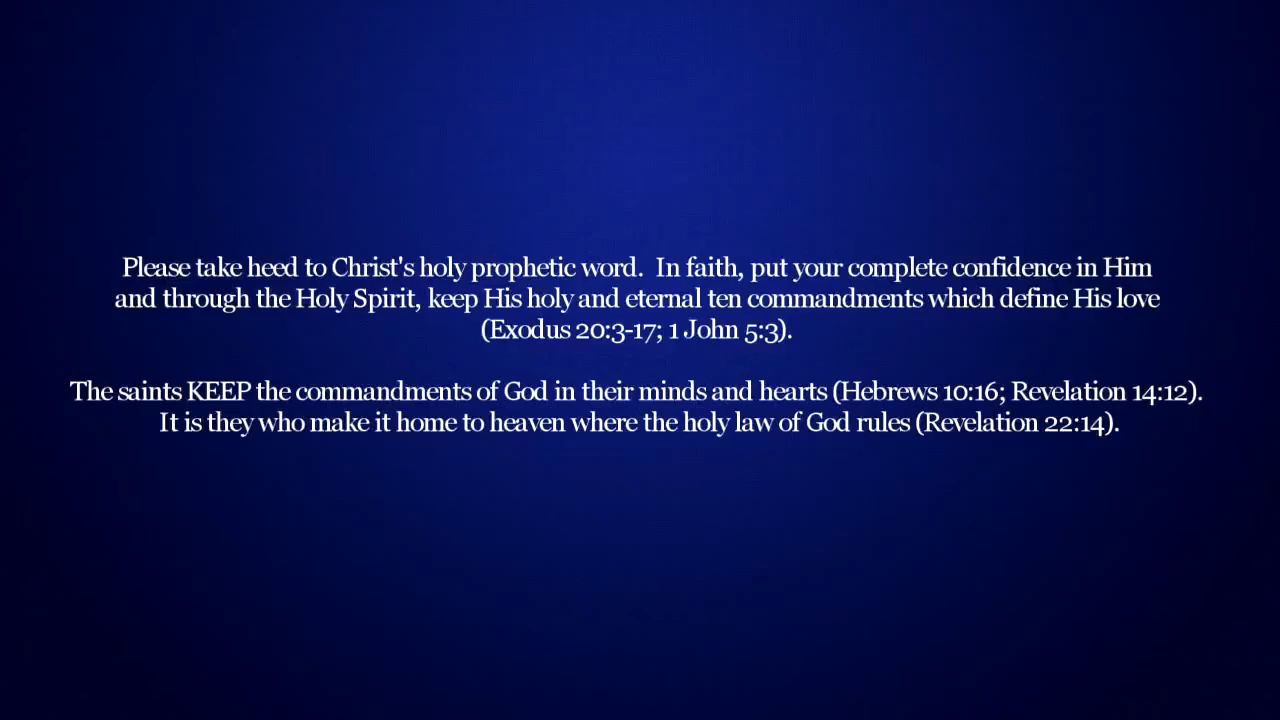 Please take heed to Christ's holy prophetic word.  In faith, put your complete confidence in Him
and through the Holy Spirit, keep His holy and eternal ten commandments which define His love
(Exodus 20:3-17; 1 John 5:3).
The saints KEEP the commandments of God in their minds and hearts (Hebrews 10:16; Revelation 14:12).
It is they who make it home to heaven where the holy law of God rules (Revelation 22:14).